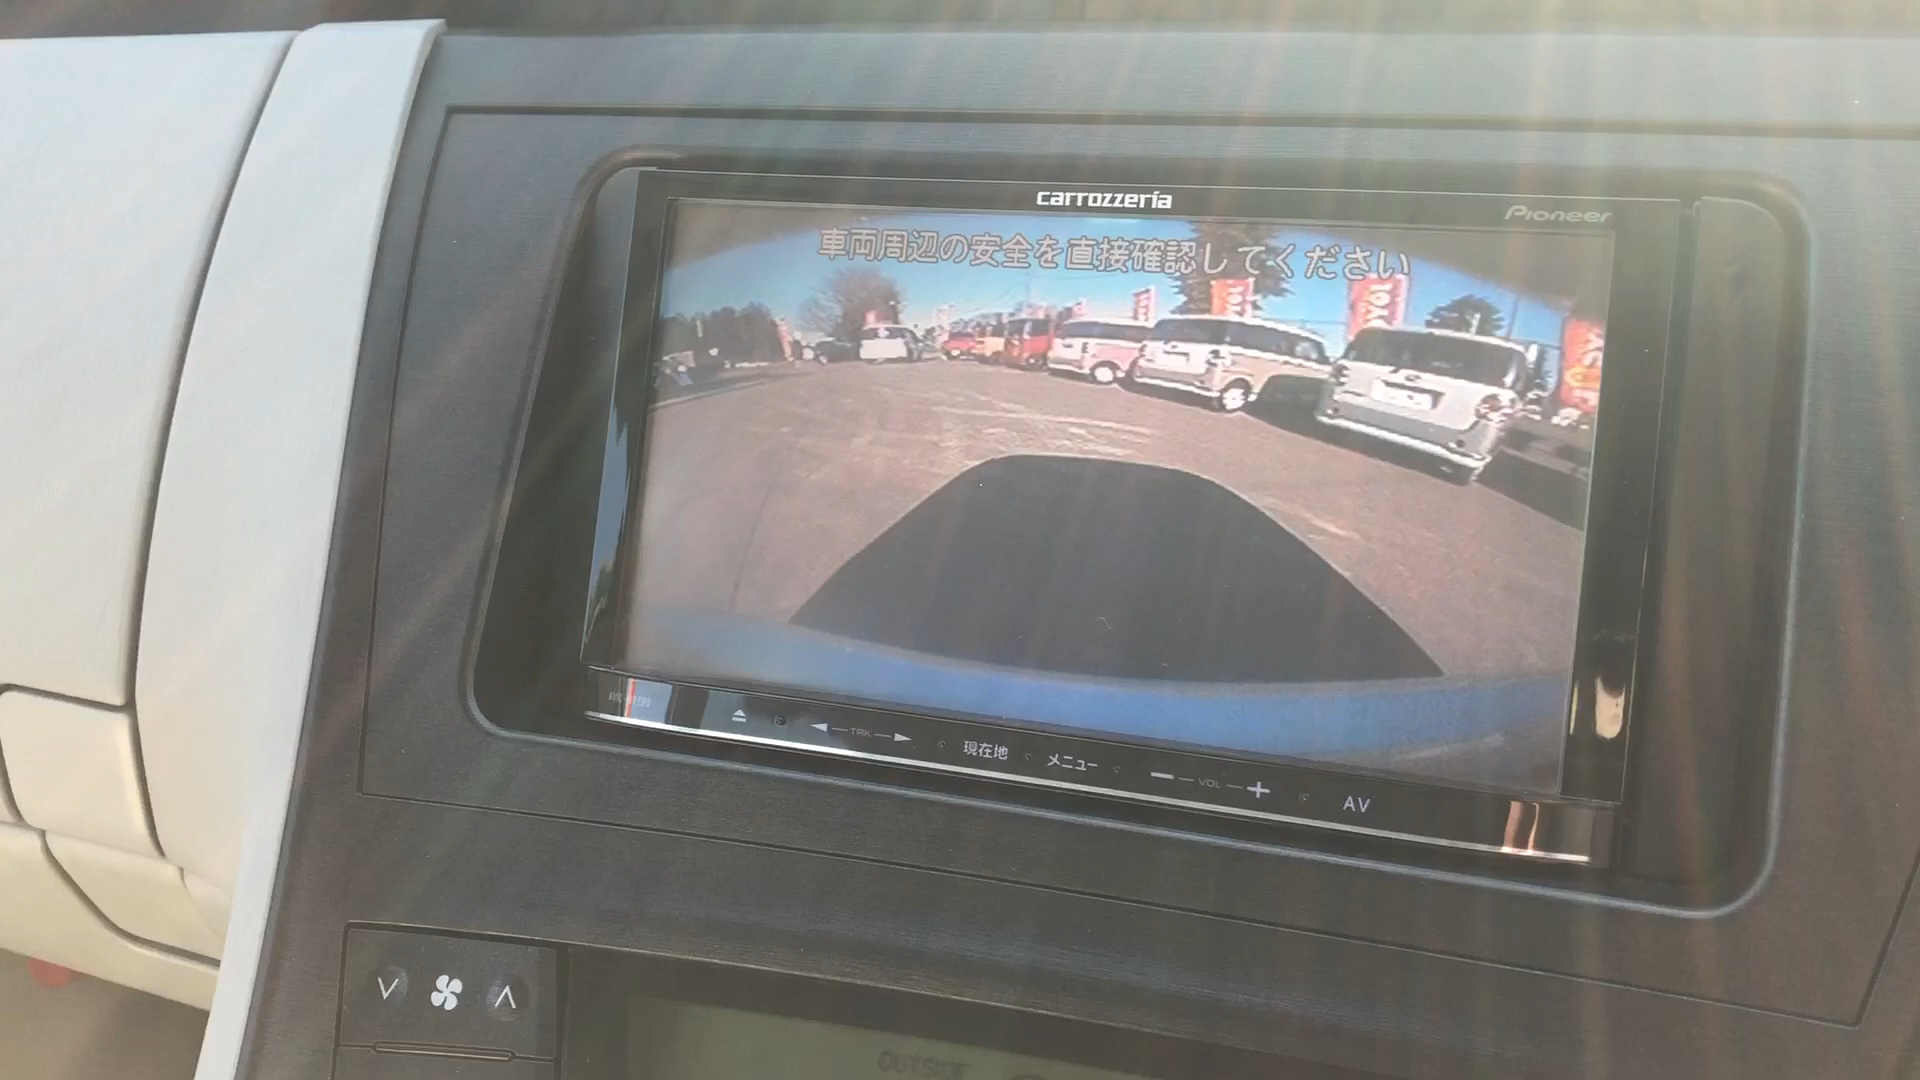 carrozzeria
Pioneer
車両周辺の安全を直接確認してください
TRK
現在地
メニュー
VOL
AV
OUTSIDE